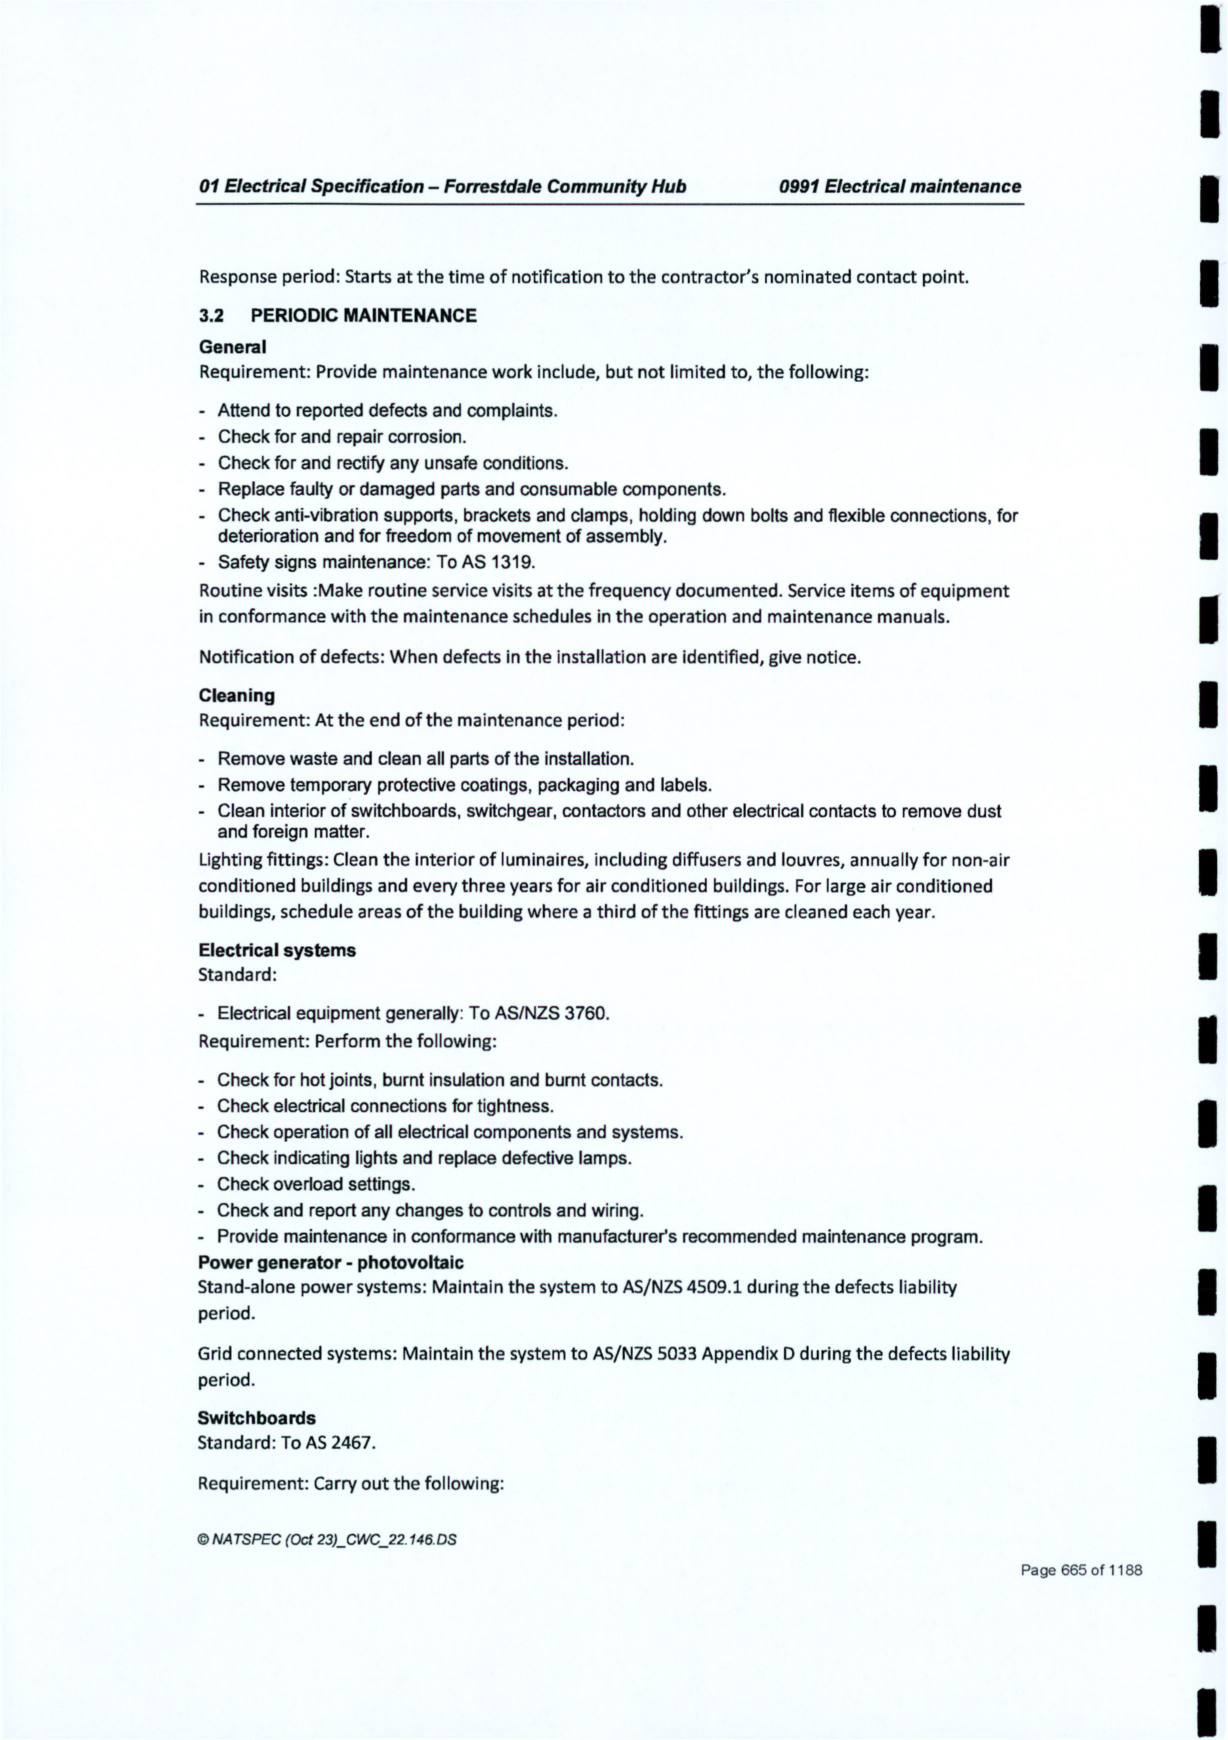 01 Electrical Specification – Forrestdale Community Hub 0991 Electrical maintenance
Response period: Starts at the time of notification to the contractor's nominated contact point.
3.2 PERIODIC MAINTENANCE
General
Requirement: Provide maintenance work include, but not limited to, the following:
- Attend to reported defects and complaints.
- Check for and repair corrosion.
- Check for and rectify any unsafe conditions.
- Replace faulty or damaged parts and consumable components.
- Check anti-vibration supports, brackets and clamps, holding down bolts and flexible connections, for
deterioration and for freedom of movement of assembly.
- Safety signs maintenance: To AS 1319.
Routine visits :Make routine service visits at the frequency documented. Service items of equipment
in conformance with the maintenance schedules in the operation and maintenance manuals.
Notification of defects: When defects in the installation are identified, give notice.
Cleaning
Requirement: At the end of the maintenance period:
- Remove waste and clean all parts of the installation.
- Remove temporary protective coatings, packaging and labels.
- Clean interior of switchboards, switchgear, contactors and other electrical contacts to remove dust
and foreign matter.
Lighting fittings: Clean the interior of luminaires, including diffusers and louvres, annually for non-air
conditioned buildings and every three years for air conditioned buildings. For large air conditioned
buildings, schedule areas of the building where a third of the fittings are cleaned each year.
Electrical systems
Standard:
- Electrical equipment generally: To AS/NZS 3760.
Requirement: Perform the following:
- Check for hot joints, burnt insulation and burnt contacts.
- Check electrical connections for tightness.
- Check operation of all electrical components and systems.
- Check indicating lights and replace defective lamps.
- Check overload settings.
- Check and report any changes to controls and wiring.
- Provide maintenance in conformance with manufacturer's recommended maintenance program.
Power generator - photovoltaic
Stand-alone power systems: Maintain the system to AS/NZS 4509.1 during the defects liability
period.
Grid connected systems: Maintain the system to AS/NZS 5033 Appendix D during the defects liability
period.
Switchboards
Standard: To AS 2467.
Requirement: Carry out the following:
© NATSPEC (Oct 23)_CWC_22.146.DS
Page 665 of 1188